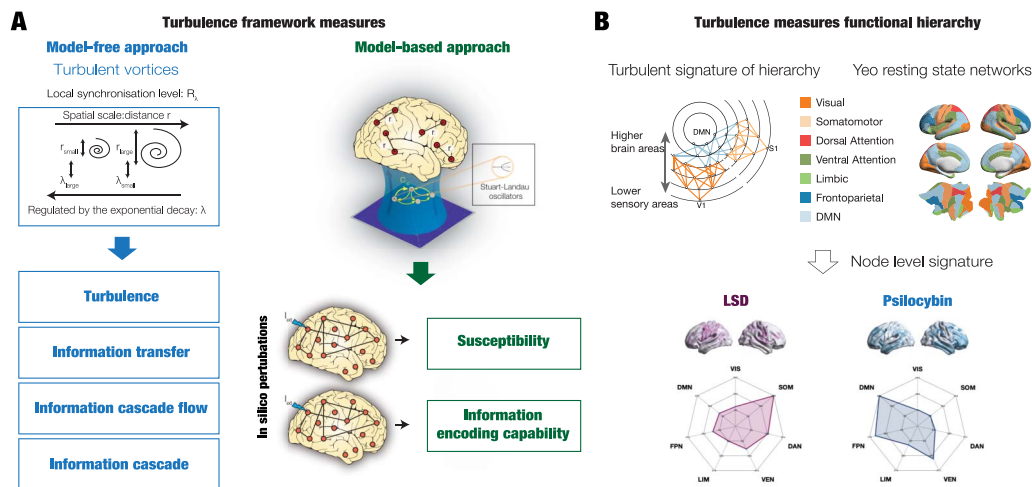 A
Turbulence framework measures
Model-free approach
Turbulent vortices
Local synchronisation level: Rλ
Spatial scale:distance r
rsmall
rlarge
λlarge
λsmall
Regulated by the exponential decay: λ
Turbulence
Information transfer
Information cascade flow
Information cascade
Model-based approach
r
r
r
r
C
Stuart-Landau
oscillators
In silico pertubations
Iext
Susceptibility
Iext
Information
encoding capability
B
Turbulence measures functional hierarchy
Turbulent signature of hierarchy
Higher
brain areas
Lower
sensory areas
DMN
S1
V1
Yeo resting state networks
Visual
Somatomotor
Dorsal Attention
Ventral Attention
Limbic
Frontoparietal
DMN
Node level signature
LSD
VIS
SOM
DAN
VEN
LIM
FPN
DMN
Psilocybin
VIS
SOM
DAN
VEN
LIM
FPN
DMN